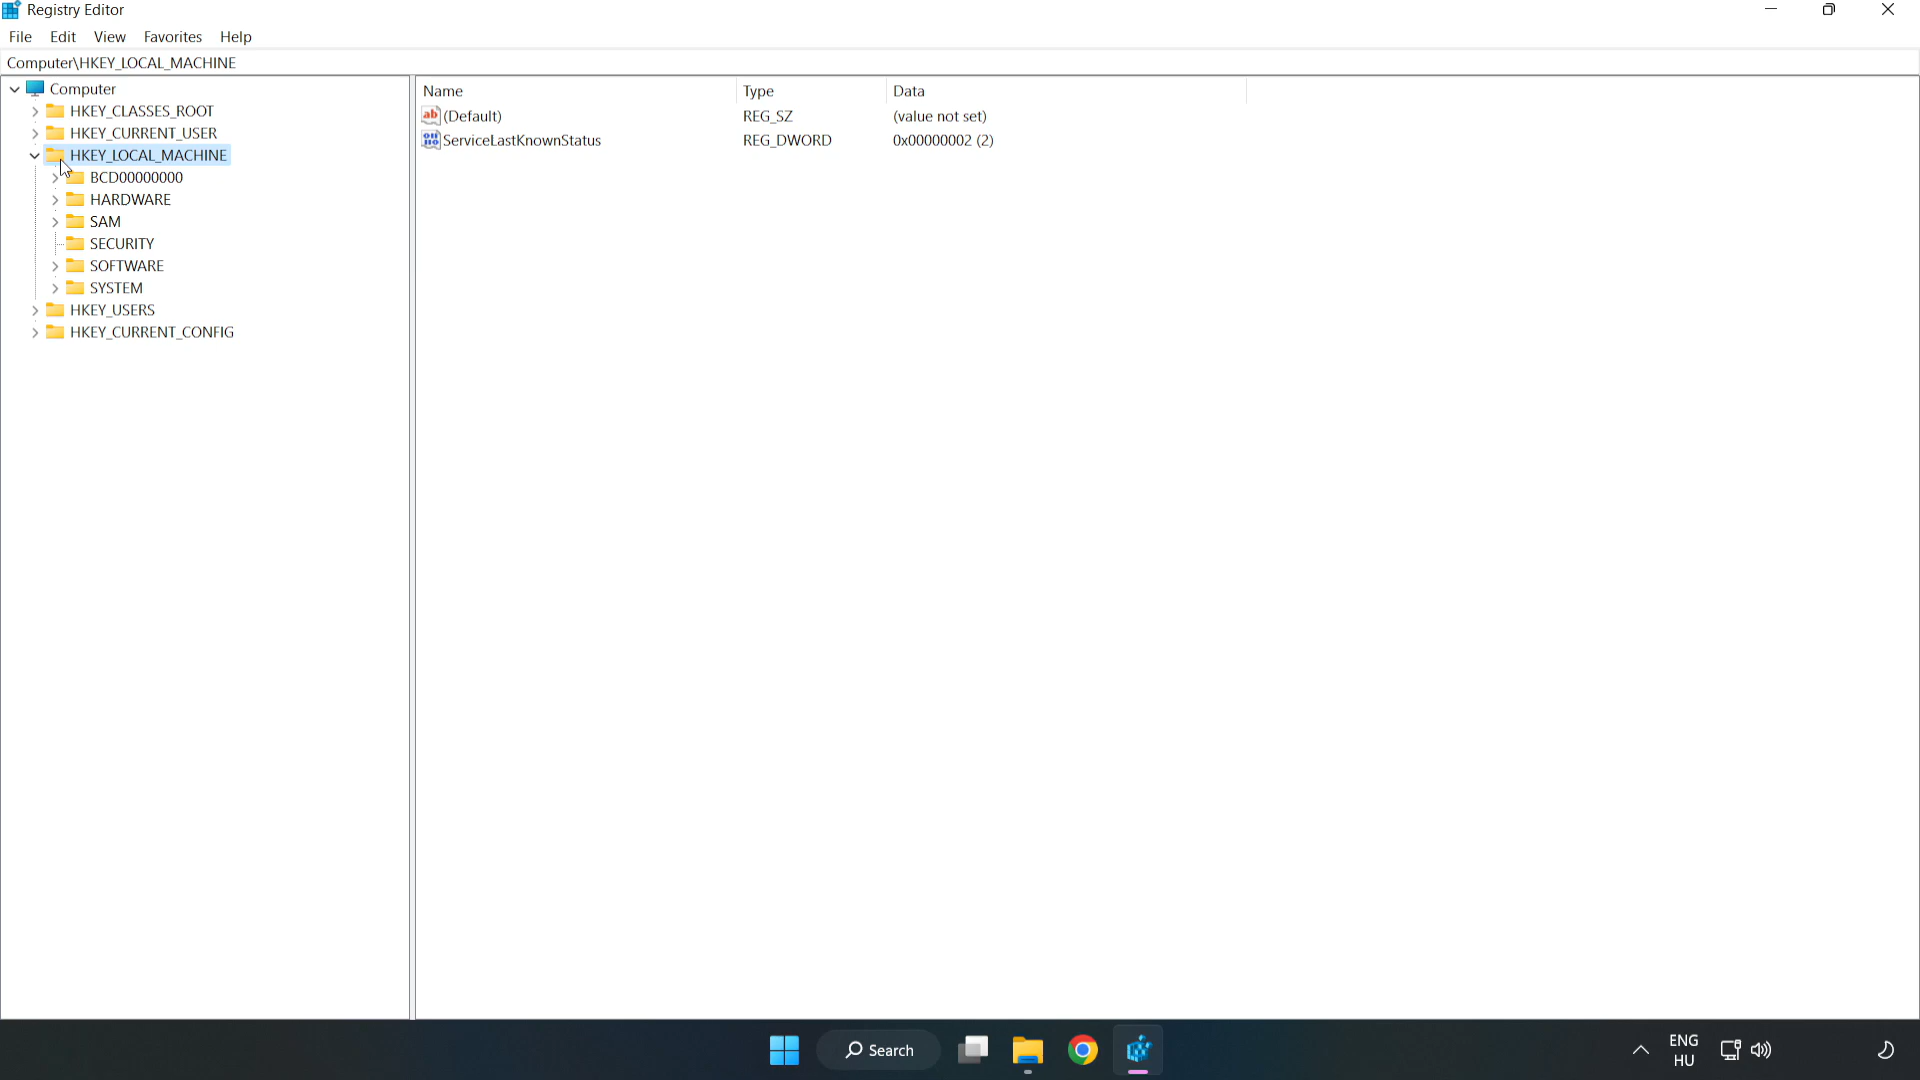 Registry Editor
File Edit View Favorites Help
Computer\HKEY_LOCAL_MACHINE
Computer
HKEY_CLASSES_ROOT
HKEY_CURRENT_USER
HKEY_LOCAL_MACHINE
BCD00000000
HARDWARE
SAM
SECURITY
SOFTWARE
SYSTEM
HKEY_USERS
HKEY_CURRENT_CONFIG
Name Type Data
(Default) REG_SZ (value not set)
ServiceLastKnownStatus REG_DWORD 0x00000002 (2)
Search
ENG
HU